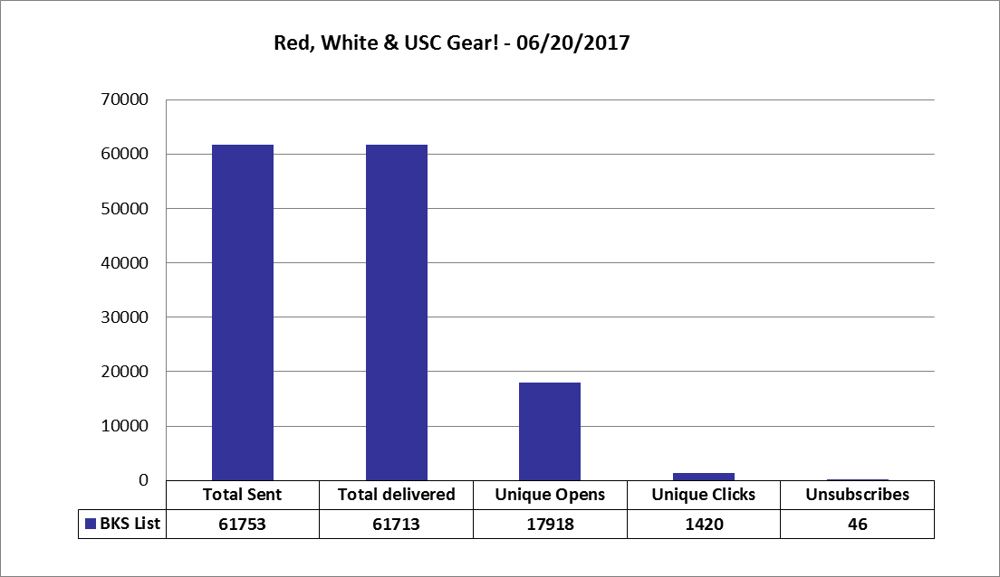 Red, White & USC Gear! - 06/20/2017
70000
60000
50000
40000
30000
20000
10000
0
Total Sent Total delivered Unique Opens Unique Clicks Unsubscribes
BKS List 61753 61713 17918 1420 46